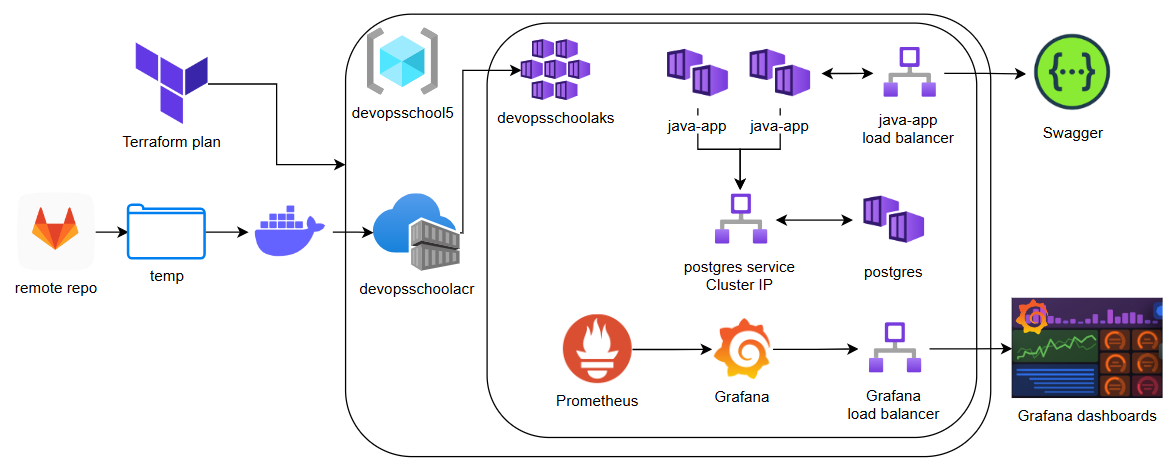 devopsschool5
devopsschoolaks
java-app
java-app
java-app
load balancer
Swagger
Terraform plan
remote repo
temp
devopsschoolacr
postgres service
Cluster IP
postgres
Prometheus
Grafana
Grafana
load balancer
Grafana dashboards